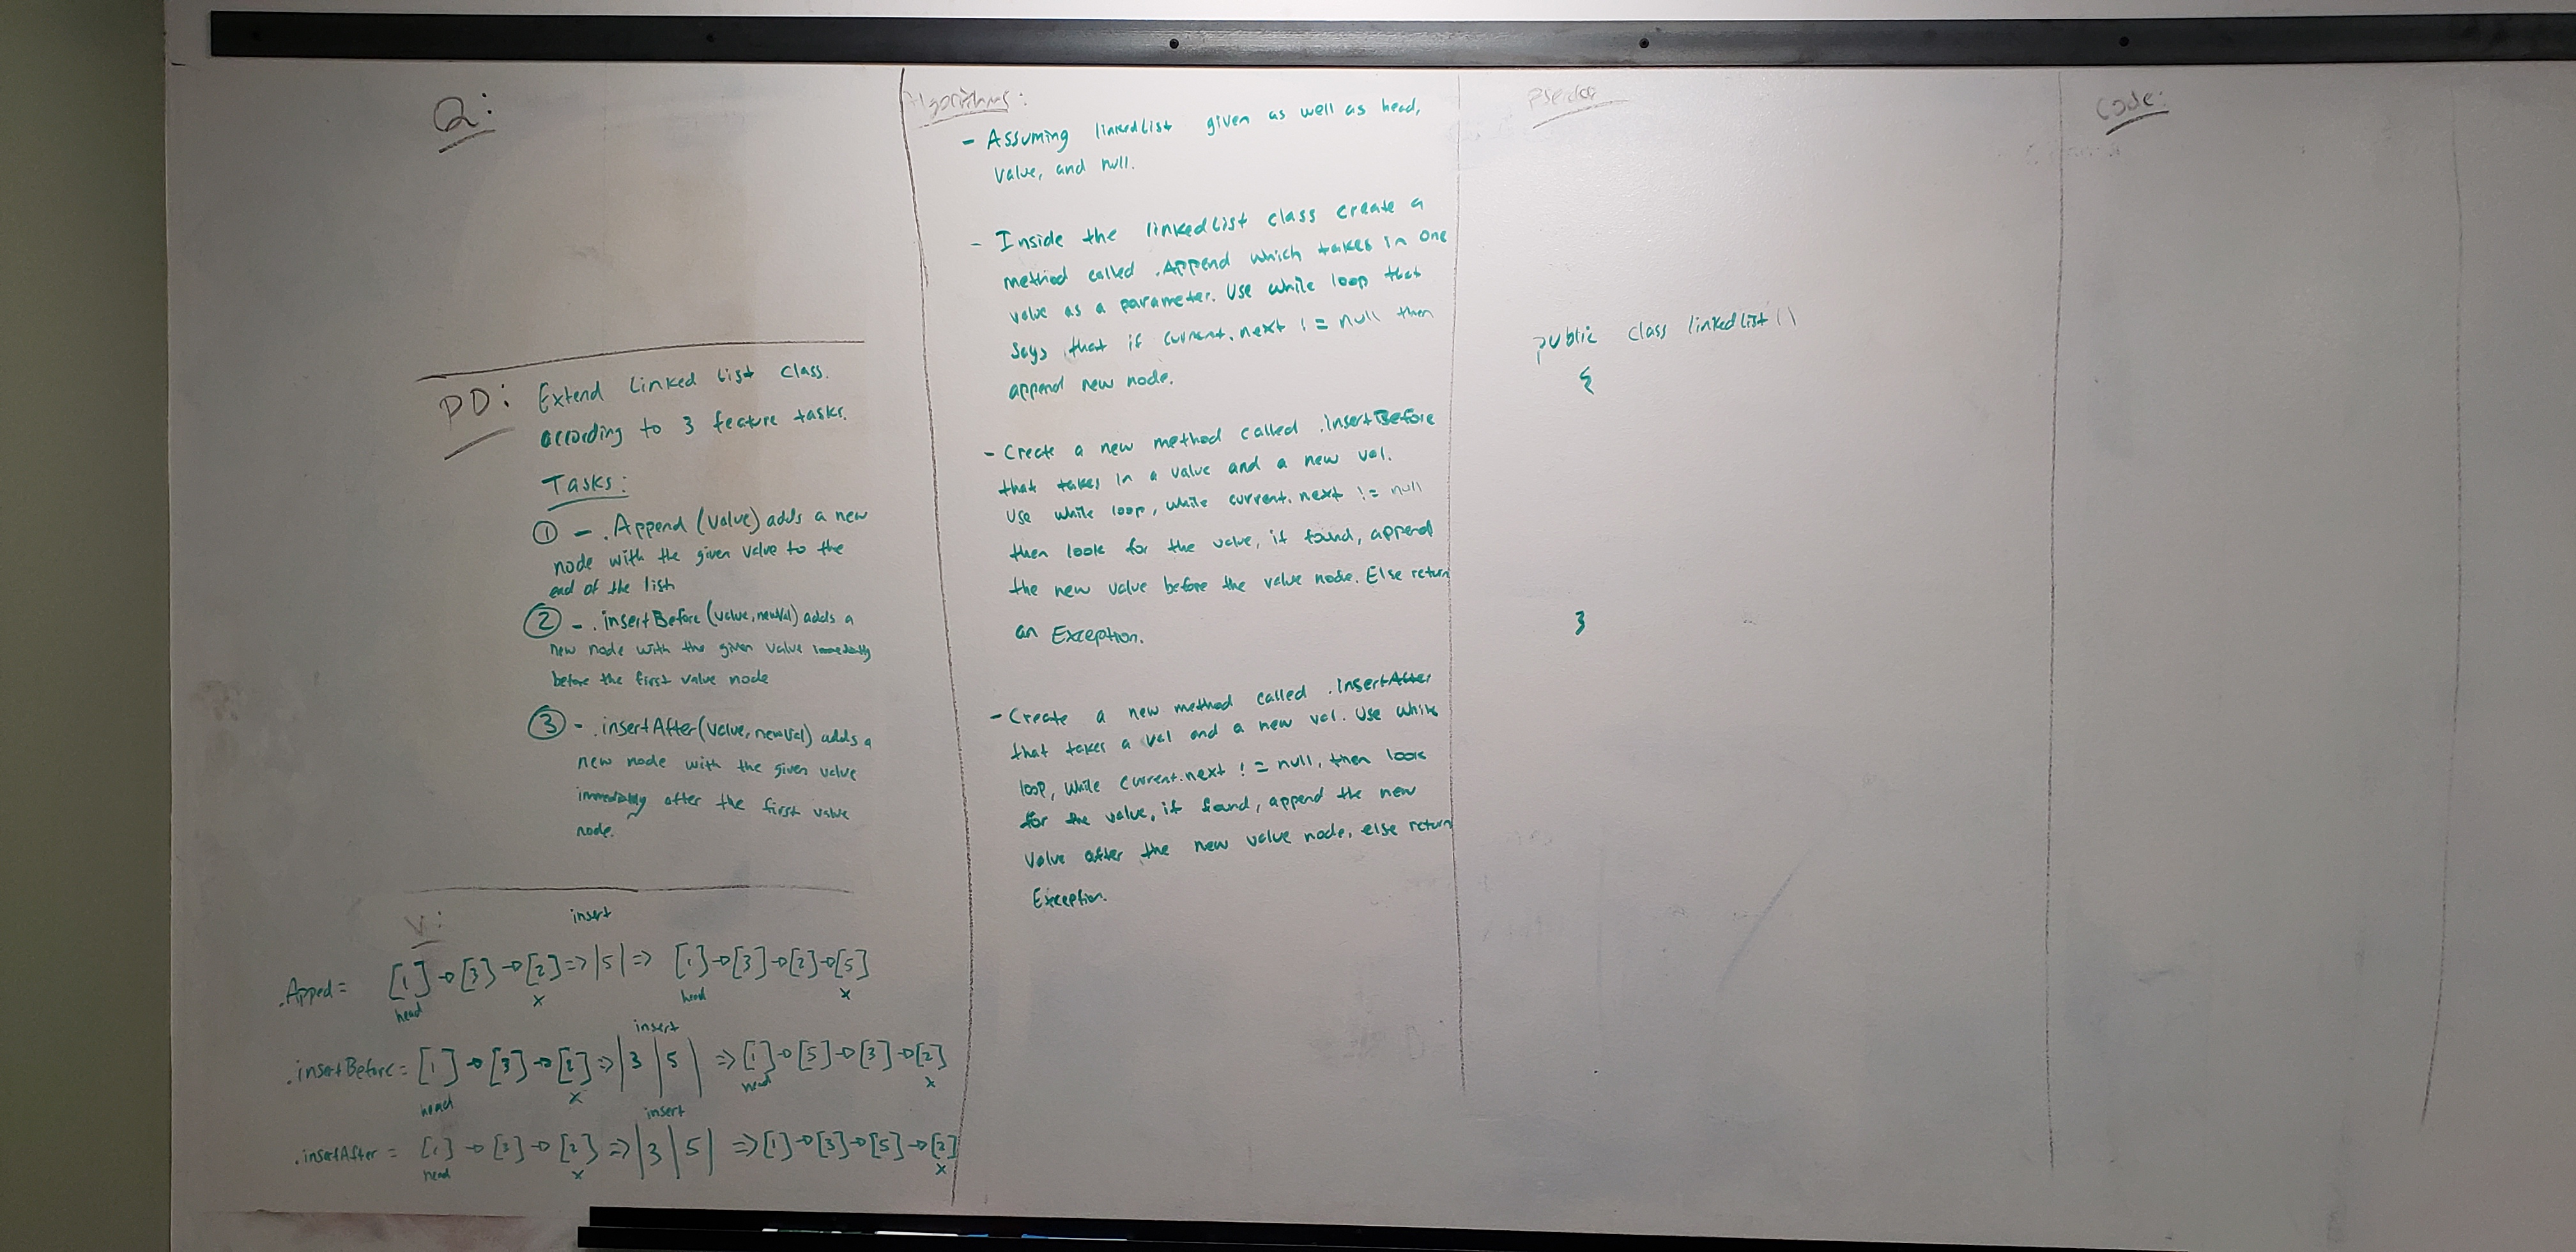 Q:
PD: Extend Linked List Class.
according to 3 feature tasks.
Tasks:
① - .Append (value) adds a new
node with the given value to the
end of the list
② - .insertBefore (value, newVal) adds a
new node with the given value immediately
before the first value node
③ - .insertAfter (value, newVal) adds a
new node with the given value
immediately after the first value
node.
V:
insert
.Apped = [1] → [3] → [2] => |5| => [1] → [3] → [2] → [5]
head x head x
insert
.insertBefore = [1] → [3] → [2] => |3|5| => [1] → [5] → [3] → [2]
head x head x
insert
.insertAfter = [1] → [3] → [2] => |3|5| => [1] → [3] → [5] → [2]
head x x
Algorithms:
- Assuming linkedList given as well as head,
value, and null.
- Inside the linkedList class create a
method called .Append which takes in one
value as a parameter. Use while loop that
says that if current.next != null then
append new node.
- Create a new method called .InsertBefore
that takes in a value and a new val.
Use while loop, while current.next != null
then look for the value, if found, append
the new value before the value node. Else return
an Exception.
- Create a new method called .InsertAfter
that takes a val and a new val. Use while
loop, while current.next != null, then look
for the value, if found, append the new
value after the new value node, else return
Exception.
Pseudo
public class linkedList()
{
}
Code: